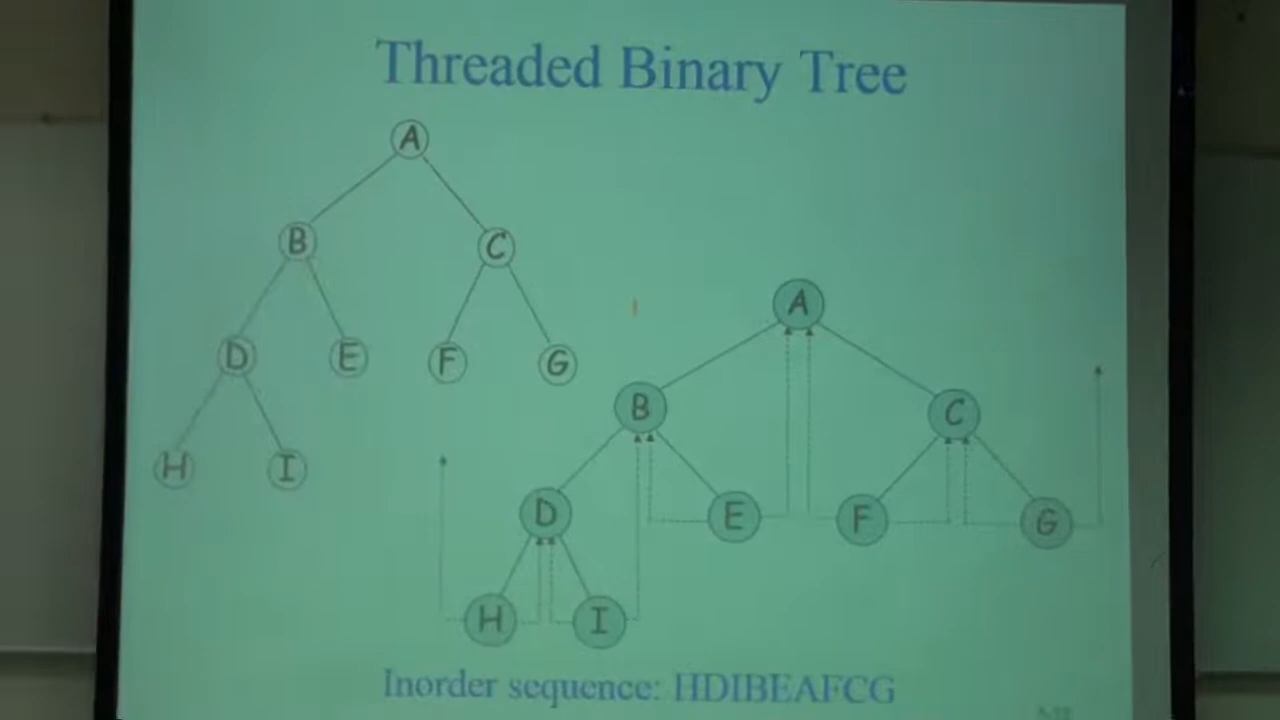 Threaded Binary Tree
A
B
C
D
E
F
G
H
I
A
B
C
D
E
F
G
H
I
Inorder sequence: HDIBEAFCG